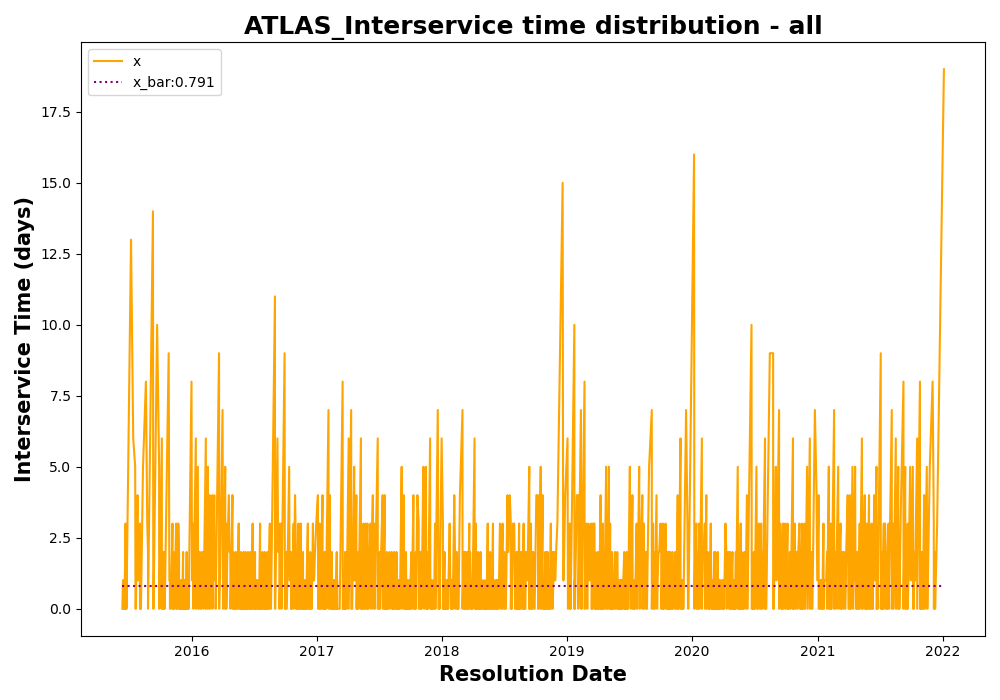 ATLAS_Interservice time distribution - all
x
x_bar:0.791
Interservice Time (days)
17.5
15.0
12.5
10.0
7.5
5.0
2.5
0.0
2016 2017 2018 2019 2020 2021 2022
Resolution Date